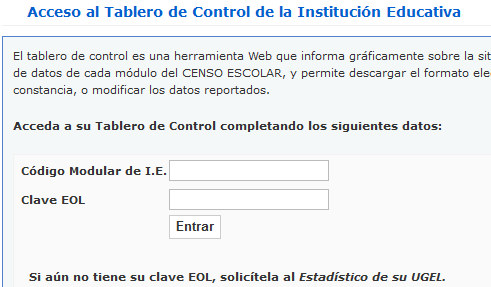 Acceso al Tablero de Control de la Institución Educativa
El tablero de control es una herramienta Web que informa gráficamente sobre la sit
de datos de cada módulo del CENSO ESCOLAR, y permite descargar el formato ele
constancia, o modificar los datos reportados.
Acceda a su Tablero de Control completando los siguientes datos:
Código Modular de I.E.
Clave EOL
Entrar
Si aún no tiene su clave EOL, solicítela al Estadístico de su UGEL.